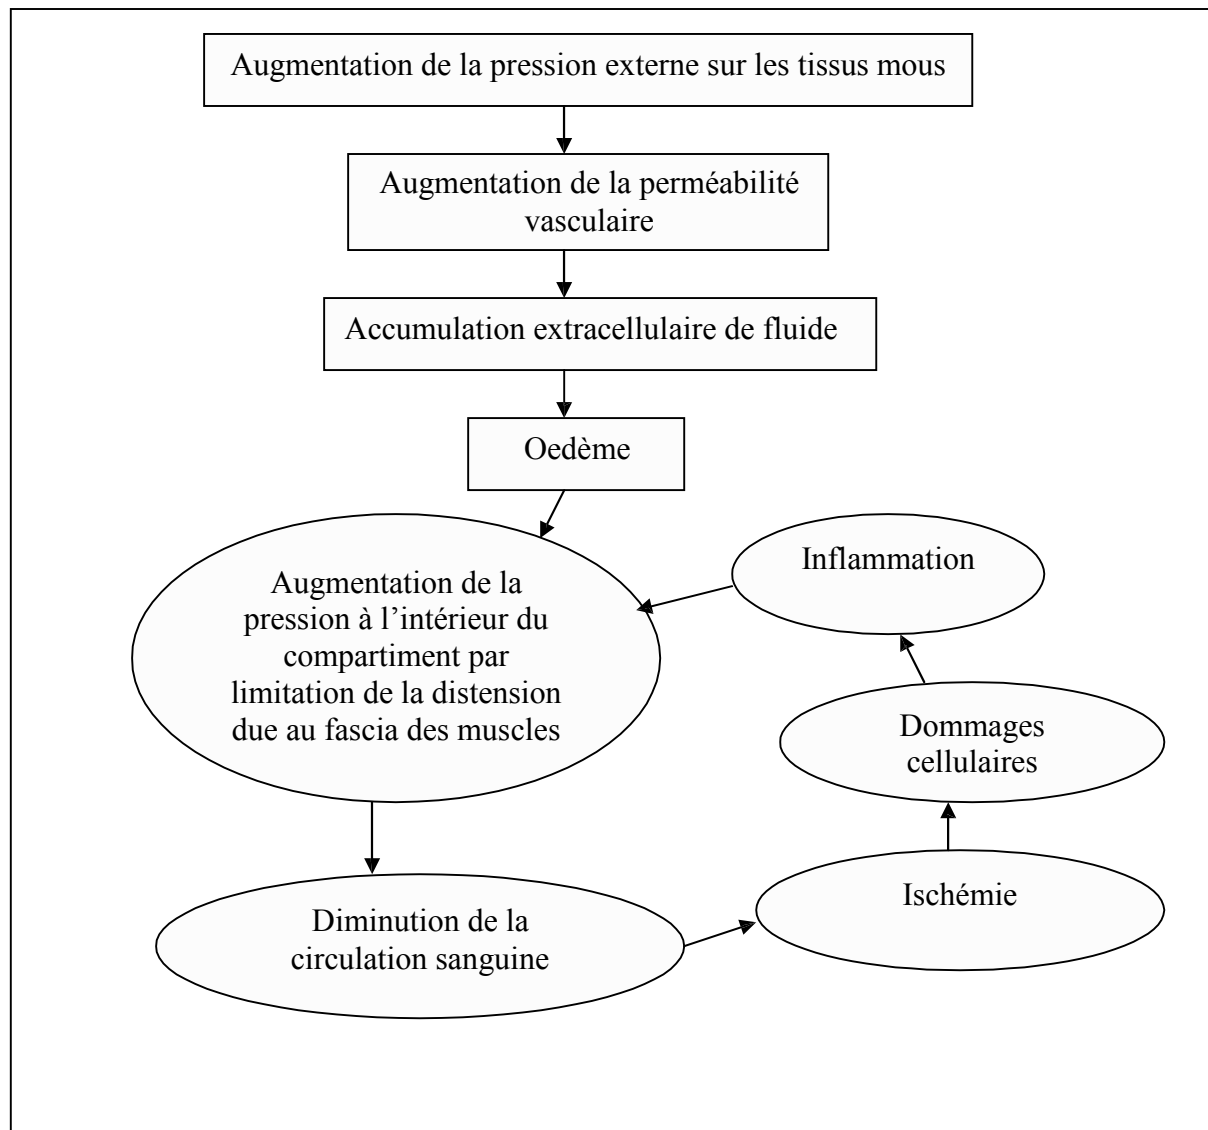 Augmentation de la pression externe sur les tissus mous
Augmentation de la perméabilité
vasculaire
Accumulation extracellulaire de fluide
Oedème
Augmentation de la
pression à l’intérieur du
compartiment par
limitation de la distension
due au fascia des muscles
Inflammation
Dommages
cellulaires
Ischémie
Diminution de la
circulation sanguine